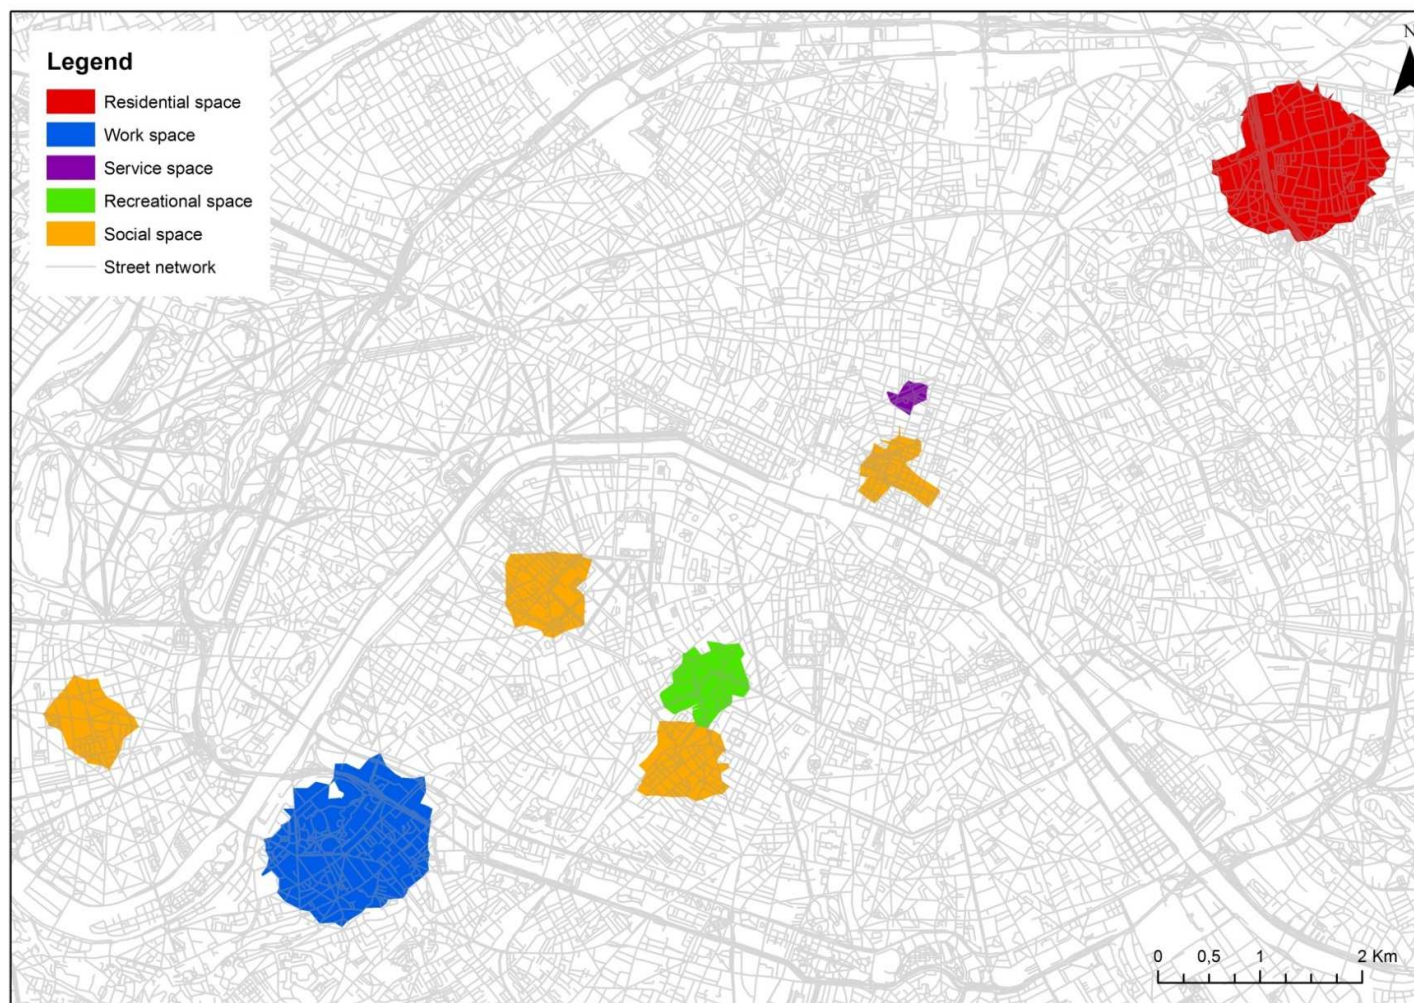 Legend
Residential space
Work space
Service space
Recreational space
Social space
Street network
N
0 0,5 1 2 Km